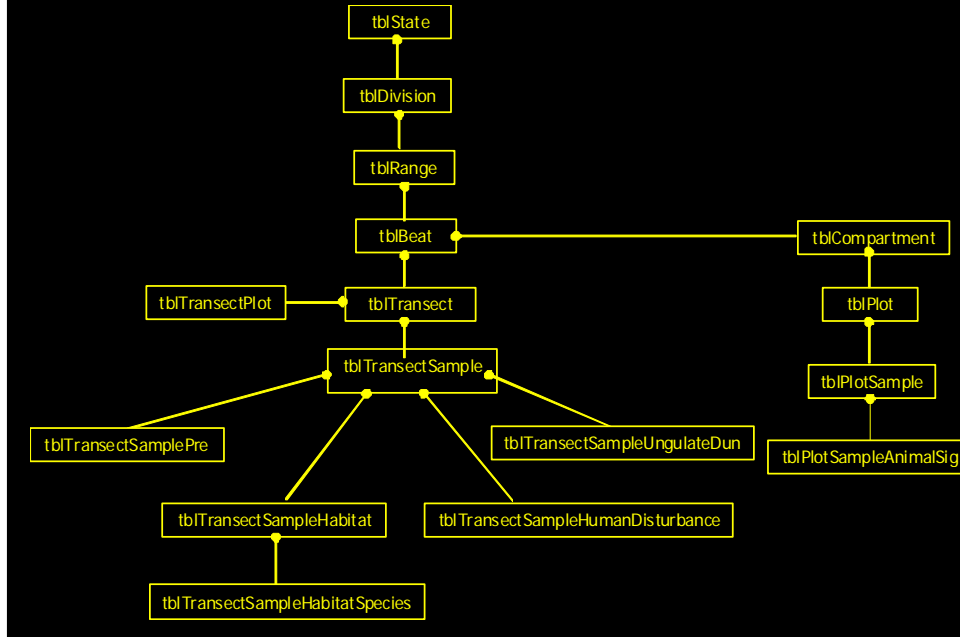 tblState
tblDivision
tblRange
tblBeat
tblCompartment
tblTransectPlot
tblTransect
tblPlot
tblTransectSample
tblPlotSample
tblTransectSamplePre
tblTransectSampleUngulateDun
tblPlotSampleAnimalSig
tblTransectSampleHabitat
tblTransectSampleHumanDisturbance
tblTransectSampleHabitatSpecies